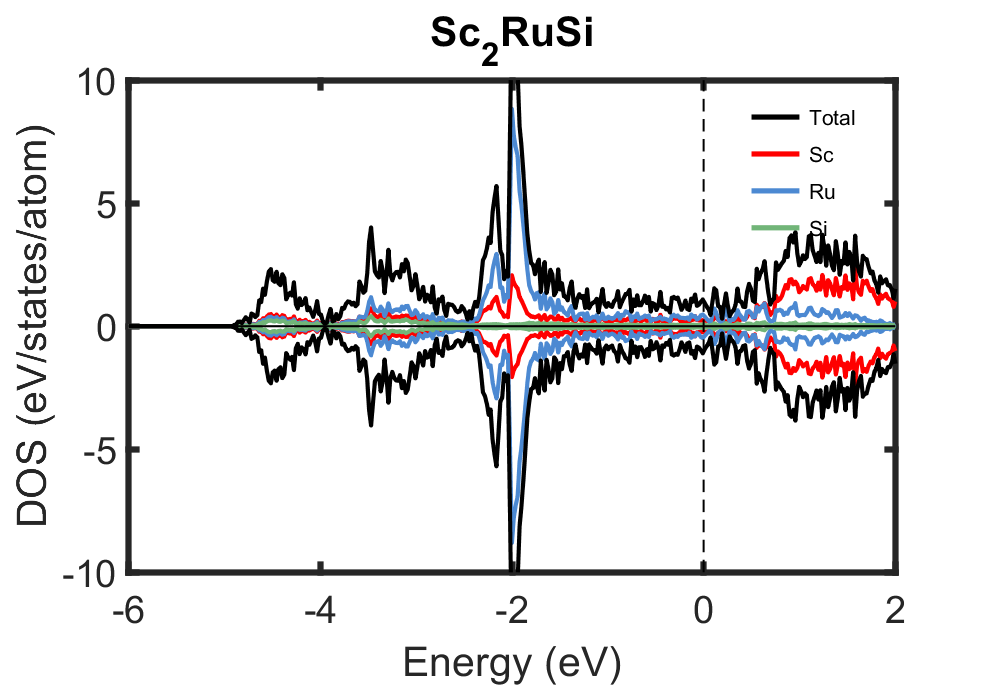 Sc2RuSi
10
5
0
-5
-10
DOS (eV/states/atom)
Total
Sc
Ru
Si
-6 -4 -2 0 2
Energy (eV)